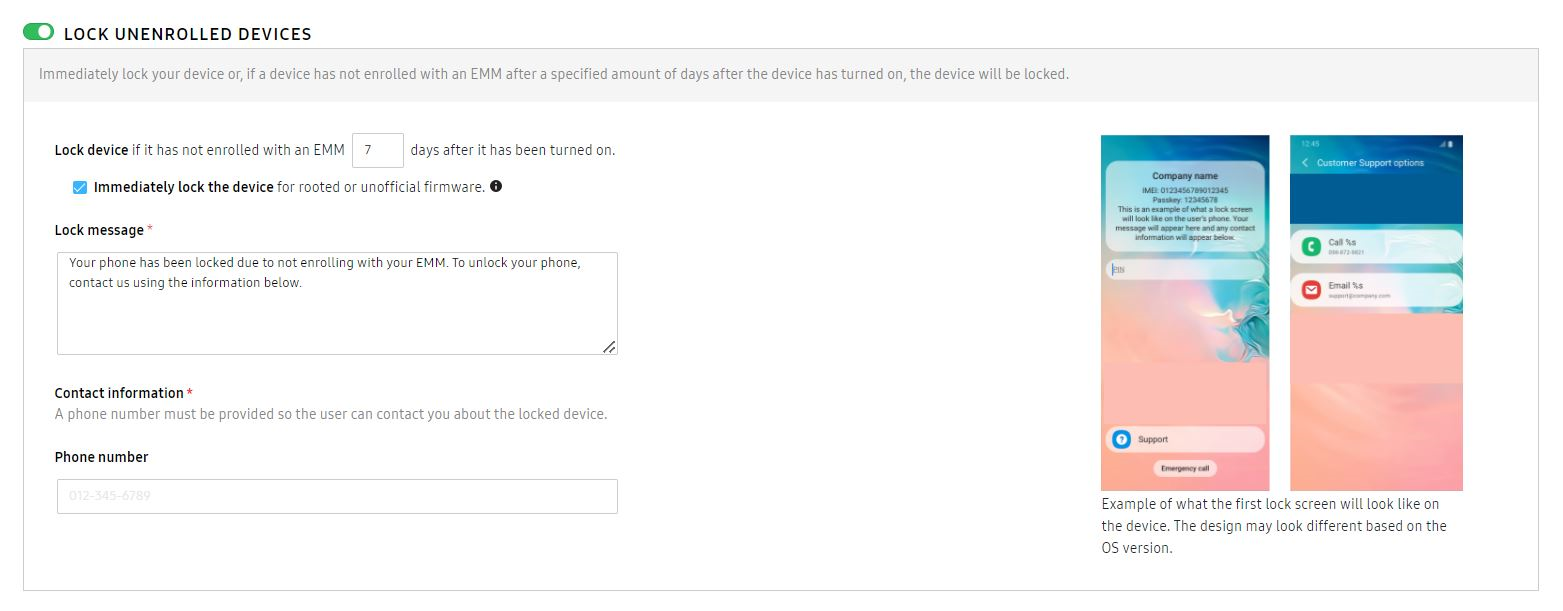 LOCK UNENROLLED DEVICES
Immediately lock your device or, if a device has not enrolled with an EMM after a specified amount of days after the device has turned on, the device will be locked.
Lock device if it has not enrolled with an EMM 7 days after it has been turned on.
Immediately lock the device for rooted or unofficial firmware.
Lock message *
Your phone has been locked due to not enrolling with your EMM. To unlock your phone,
contact us using the information below.
Contact information *
A phone number must be provided so the user can contact you about the locked device.
Phone number
012-345-6789
Company name
IMEI: 0123456789012345
Passkey: 12345678
This is an example of what a lock screen
will look like on the user's phone. Your
message will appear here and any contact
information will appear below.
Support
Emergency call
12:45
Customer Support options
Call %s
Email %s
support@company.com
Example of what the first lock screen will look like on
the device. The design may look different based on the
OS version.